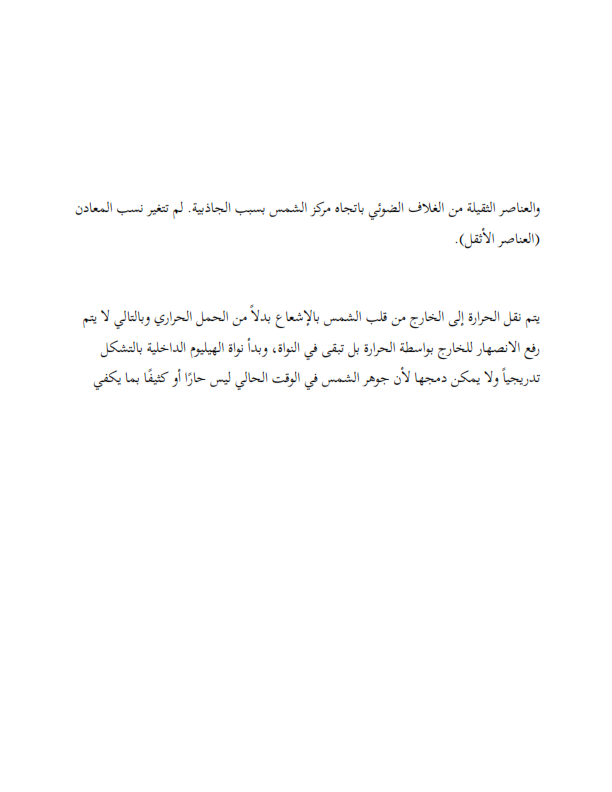 والعناصر الثقيلة من الغلاف الضوئي باتجاه مركز الشمس بسبب الجاذبية. لم تتغير نسب المعادن
(العناصر الأثقل).
يتم نقل الحرارة إلى الخارج من قلب الشمس بالإشعاع بدلاً من الحمل الحراري وبالتالي لا يتم
رفع الانصهار للخارج بواسطة الحرارة بل تبقى في النواة، وبدأ نواة الهيليوم الداخلية بالتشكل
تدريجياً ولا يمكن دمجها لأن جوهر الشمس في الوقت الحالي ليس حارًا أو كثيفًا بما يكفي